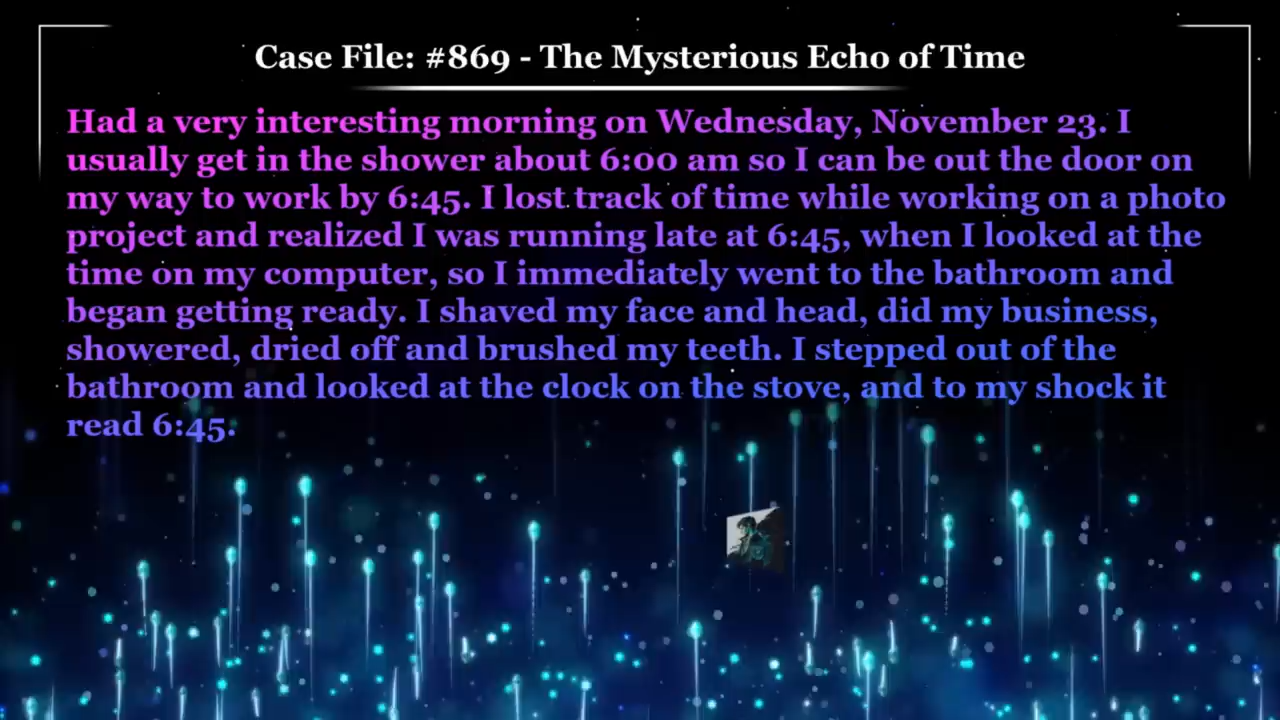 Case File: #869 - The Mysterious Echo of Time
Had a very interesting morning on Wednesday, November 23. I
usually get in the shower about 6:00 am so I can be out the door on
my way to work by 6:45. I lost track of time while working on a photo
project and realized I was running late at 6:45, when I looked at the
time on my computer, so I immediately went to the bathroom and
began getting ready. I shaved my face and head, did my business,
showered, dried off and brushed my teeth. I stepped out of the
bathroom and looked at the clock on the stove, and to my shock it
read 6:45.